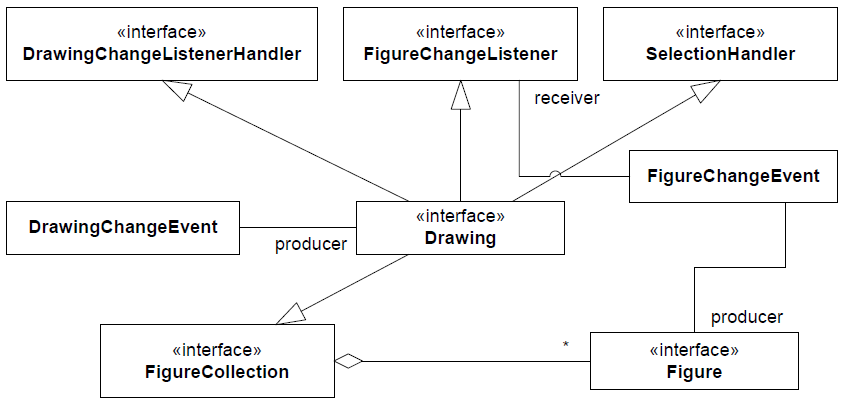 «interface»
DrawingChangeListenerHandler
«interface»
FigureChangeListener
«interface»
SelectionHandler
receiver
FigureChangeEvent
DrawingChangeEvent
producer
«interface»
Drawing
producer
«interface»
FigureCollection
*
«interface»
Figure